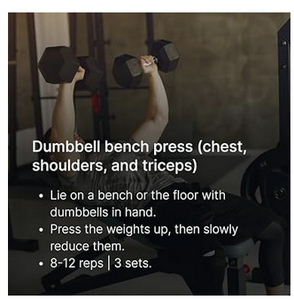 Dumbbell bench press (chest,
shoulders, and triceps)
• Lie on a bench or the floor with
dumbbells in hand.
• Press the weights up, then slowly
reduce them.
• 8-12 reps | 3 sets.